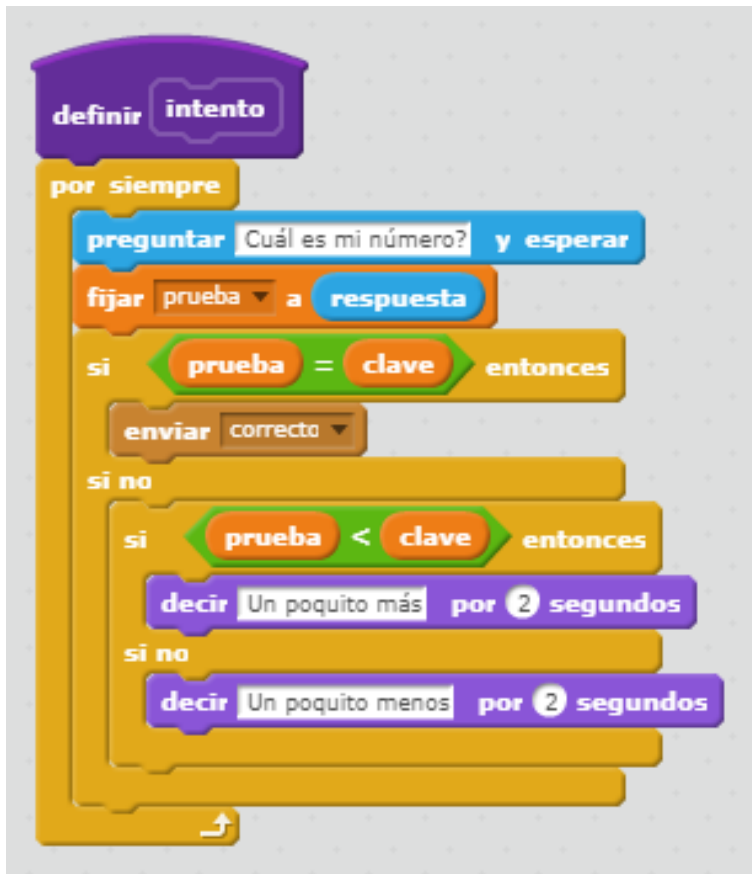 definir intento
por siempre
preguntar Cuál es mi número? y esperar
fijar prueba a respuesta
si prueba = clave entonces
enviar correcto
si no
si prueba < clave entonces
decir Un poquito más por 2 segundos
si no
decir Un poquito menos por 2 segundos